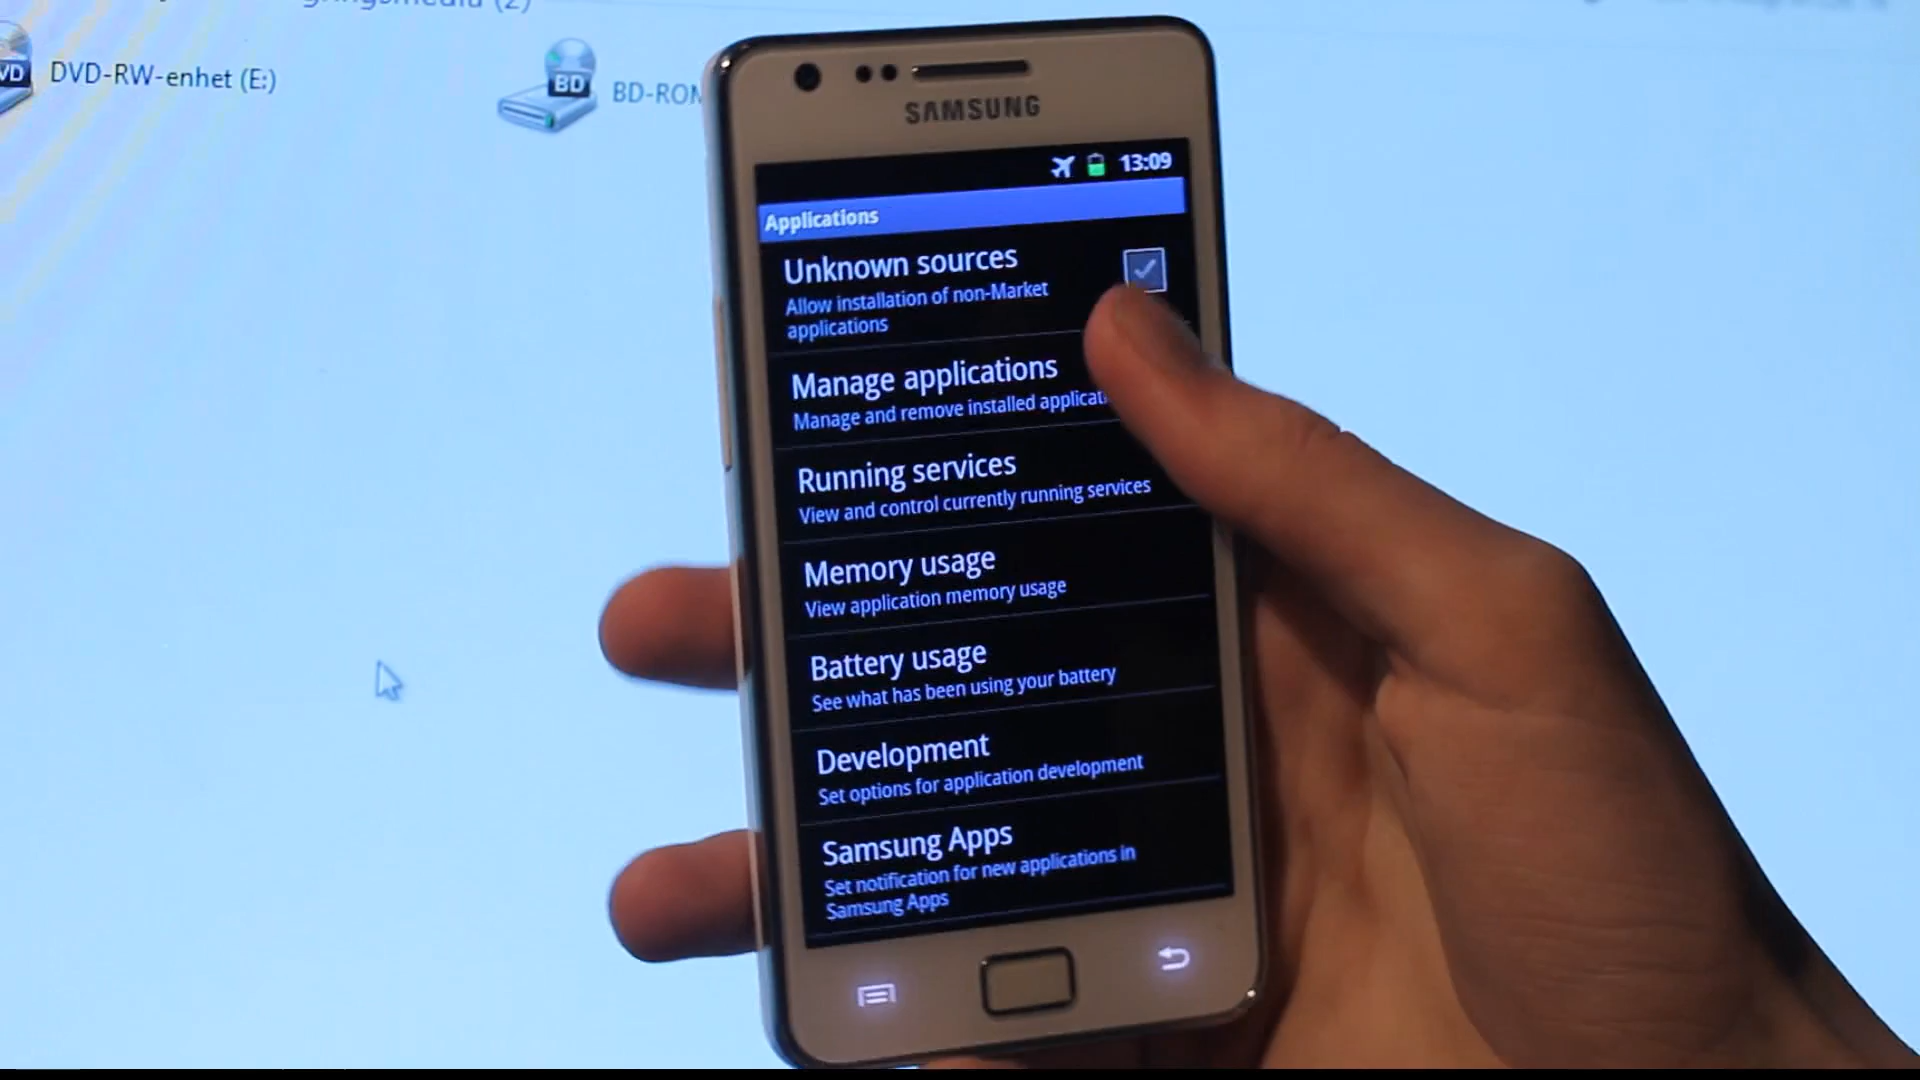 DVD-RW-enhet (E:)
BD
SAMSUNG
13:09
Applications
Unknown sources
Allow installation of non-Market
applications
Manage applications
Manage and remove installed
Running services
View and control currently running services
Memory usage
View application memory usage
Battery usage
See what has been using your battery
Development
Set options for application development
Samsung Apps
Set notification for new applications in
Samsung Apps